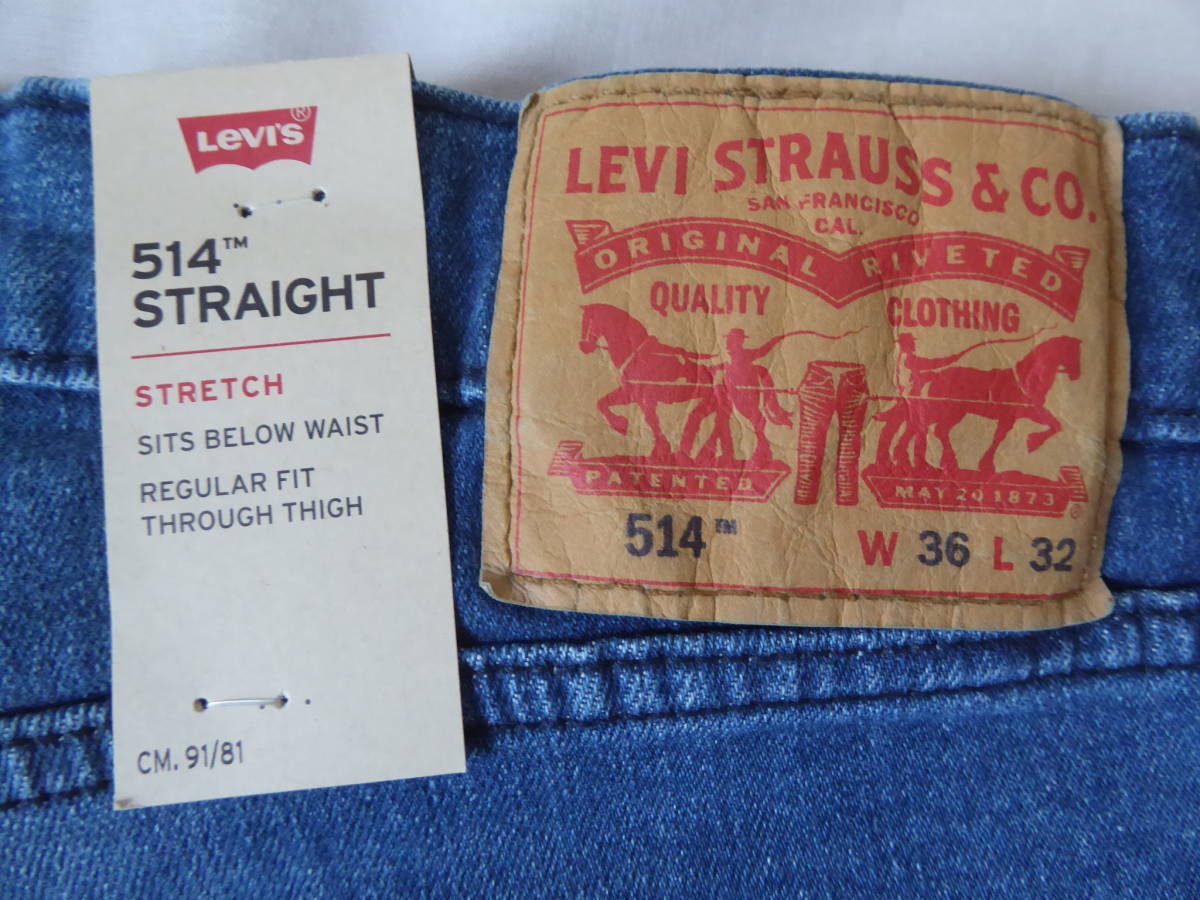 LEVI'S®
514™
STRAIGHT
STRETCH
SITS BELOW WAIST
REGULAR FIT
THROUGH THIGH
CM. 91/81
LEVI STRAUSS & CO.
SAN FRANCISCO
CAL.
ORIGINAL RIVETED
QUALITY CLOTHING
PATENTED MAY 20 1873 ®
514™ W 36 L 32